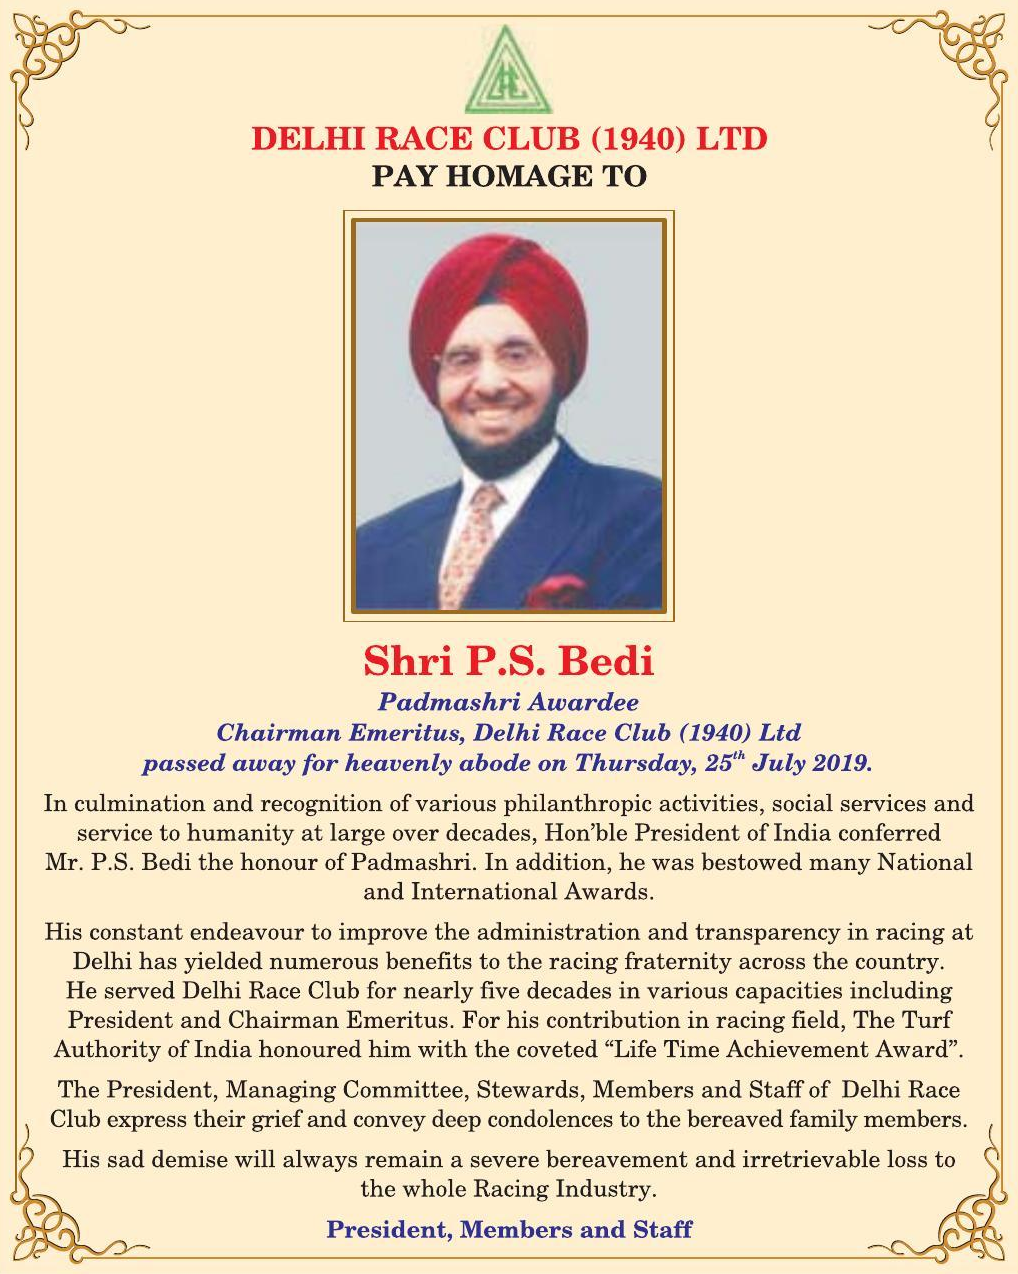 DELHI RACE CLUB (1940) LTD
PAY HOMAGE TO
Shri P.S. Bedi
Padmashri Awardee
Chairman Emeritus, Delhi Race Club (1940) Ltd
passed away for heavenly abode on Thursday, 25th July 2019.
In culmination and recognition of various philanthropic activities, social services and
service to humanity at large over decades, Hon’ble President of India conferred
Mr. P.S. Bedi the honour of Padmashri. In addition, he was bestowed many National
and International Awards.
His constant endeavour to improve the administration and transparency in racing at
Delhi has yielded numerous benefits to the racing fraternity across the country.
He served Delhi Race Club for nearly five decades in various capacities including
President and Chairman Emeritus. For his contribution in racing field, The Turf
Authority of India honoured him with the coveted “Life Time Achievement Award”.
The President, Managing Committee, Stewards, Members and Staff of Delhi Race
Club express their grief and convey deep condolences to the bereaved family members.
His sad demise will always remain a severe bereavement and irretrievable loss to
the whole Racing Industry.
President, Members and Staff